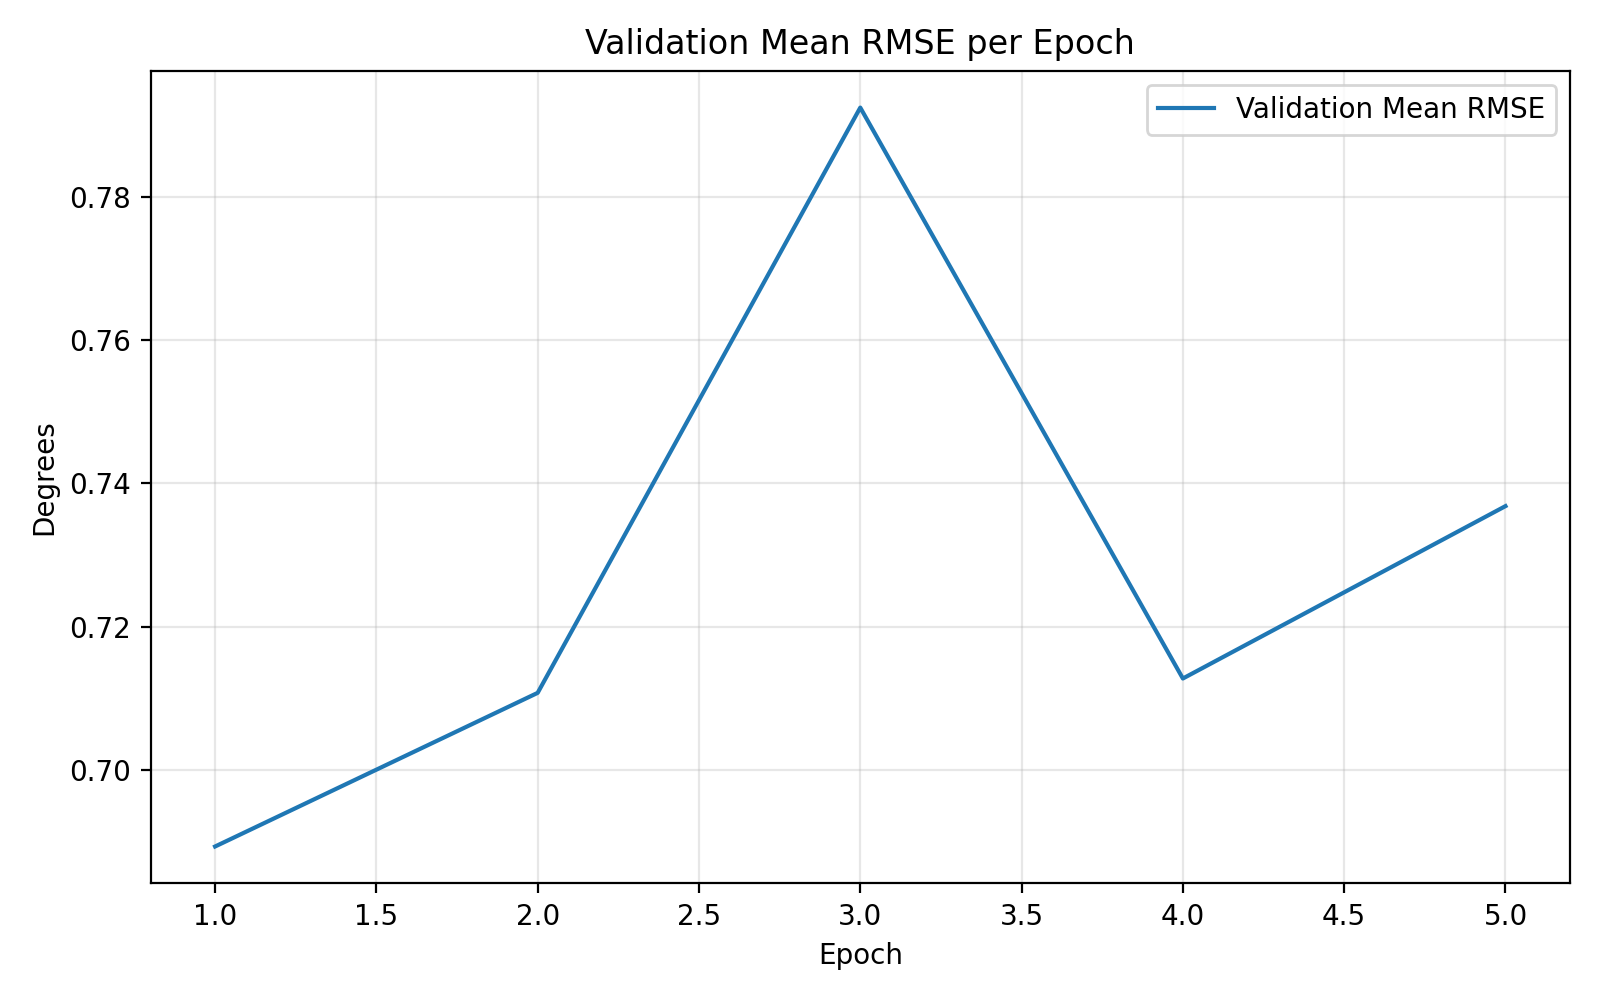 Validation Mean RMSE per Epoch
Validation Mean RMSE
0.78
0.76
0.74
0.72
0.70
Degrees
1.0 1.5 2.0 2.5 3.0 3.5 4.0 4.5 5.0
Epoch